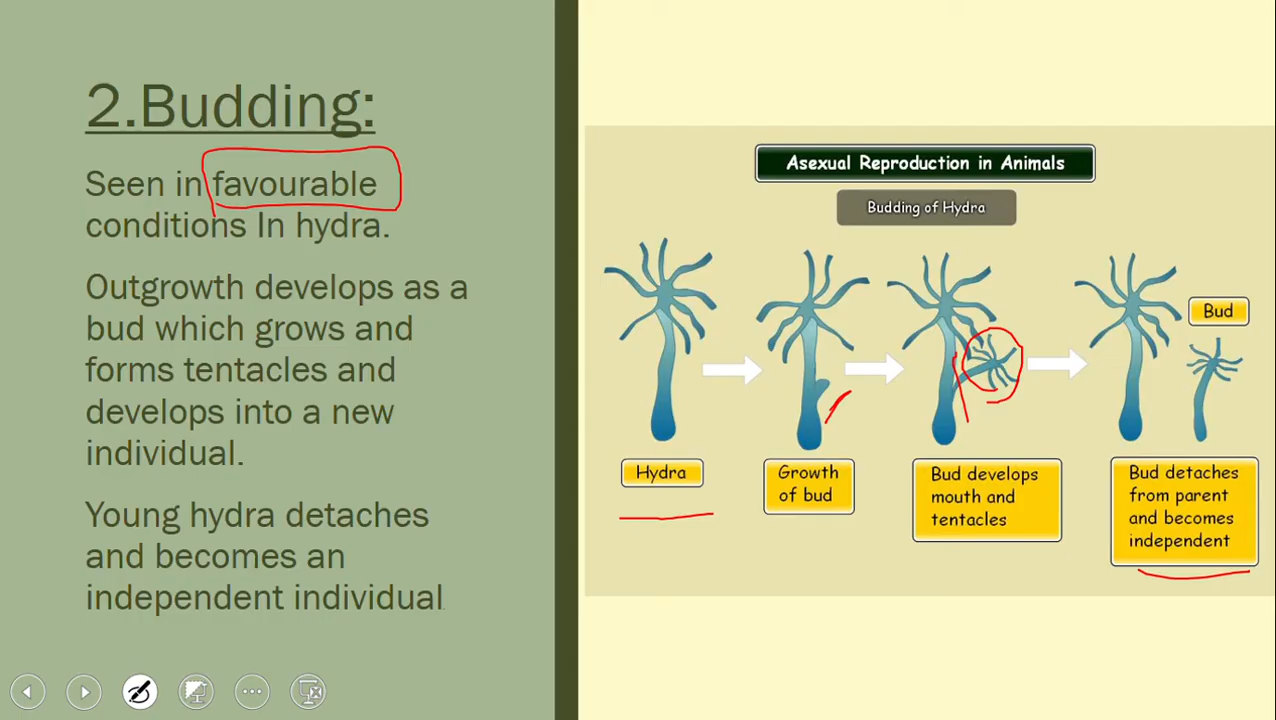 2.Budding:
Seen in favourable
conditions In hydra.
Outgrowth develops as a
bud which grows and
forms tentacles and
develops into a new
individual.
Young hydra detaches
and becomes an
independent individual
Asexual Reproduction in Animals
Budding of Hydra
Bud
Hydra
Growth
of bud
Bud develops
mouth and
tentacles
Bud detaches
from parent
and becomes
independent